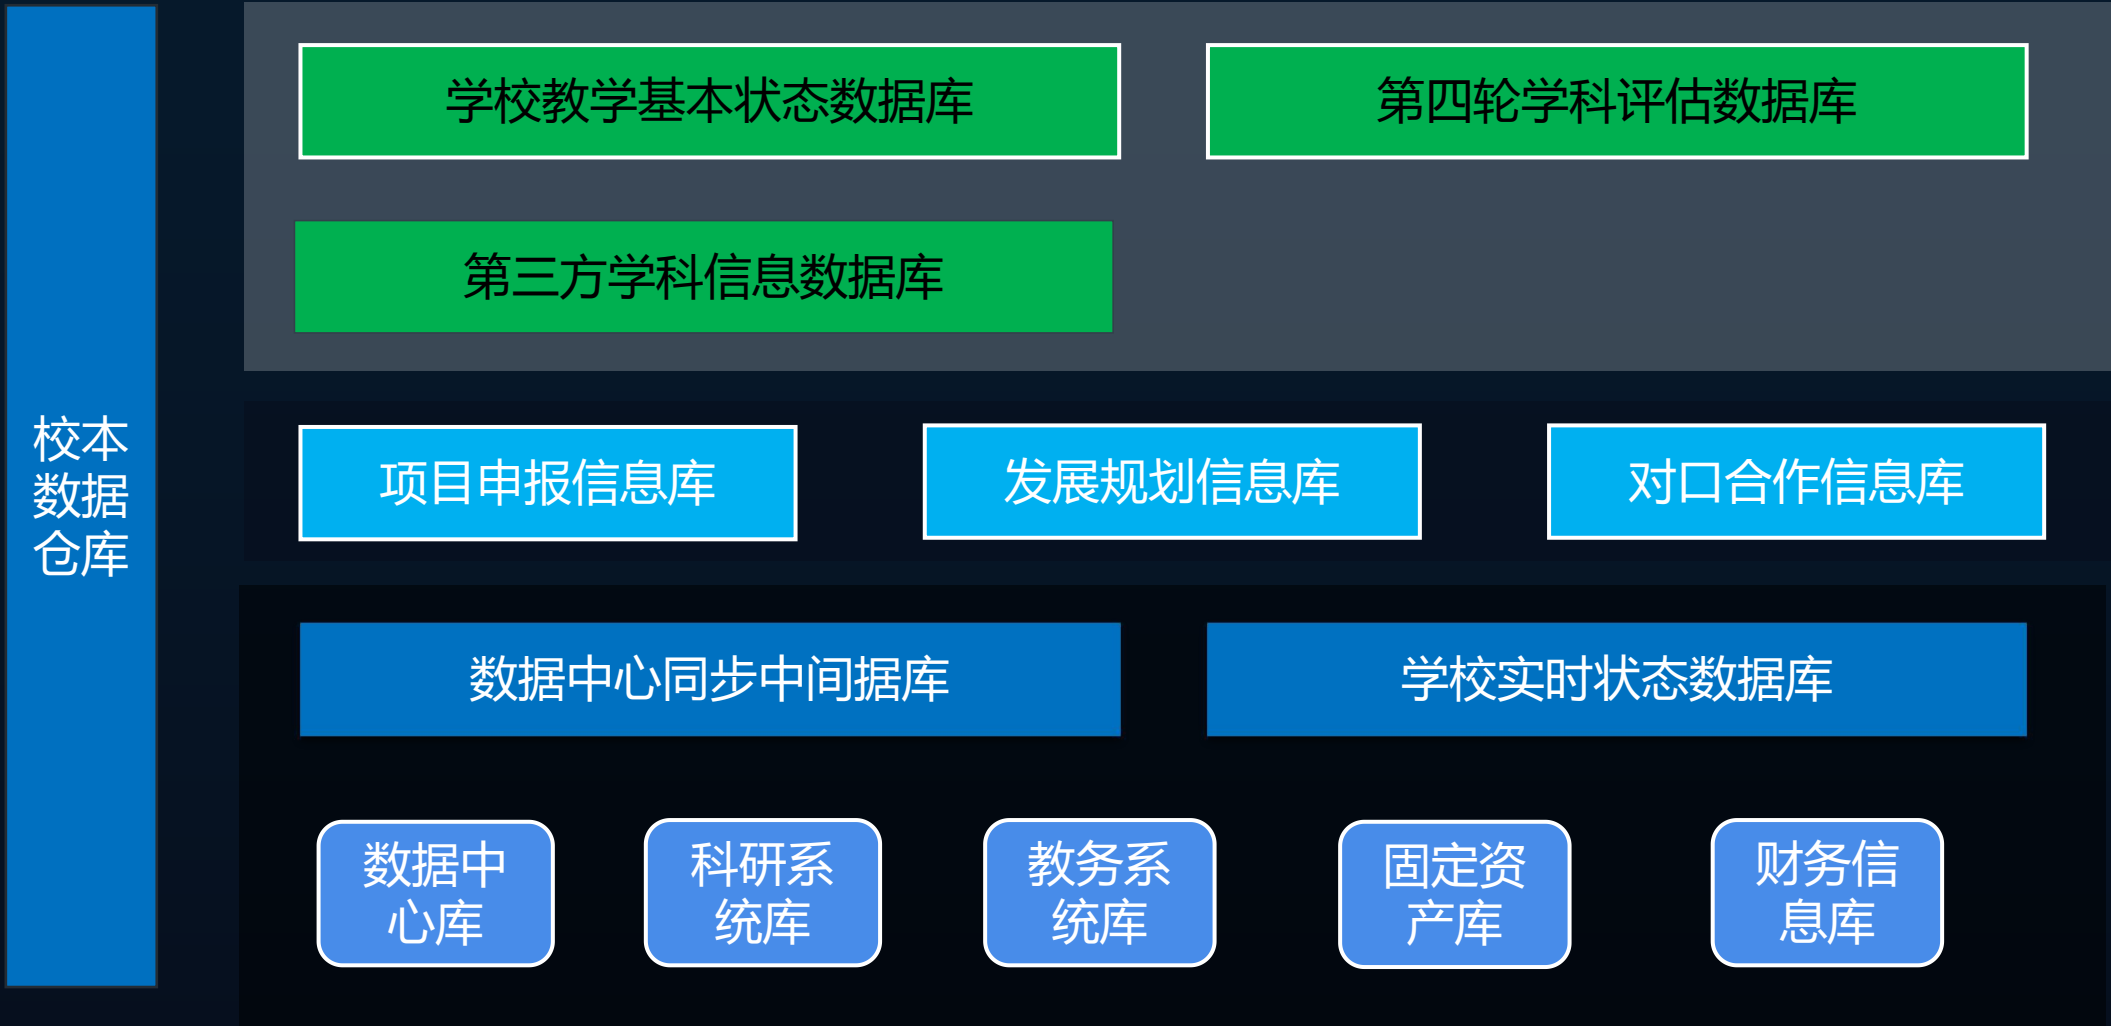 校本
数据
仓库
学校教学基本状态数据库
第四轮学科评估数据库
第三方学科信息数据库
项目申报信息库
发展规划信息库
对口合作信息库
数据中心同步中间据库
学校实时状态数据库
数据中
心库
科研系
统库
教务系
统库
固定资
产库
财务信
息库